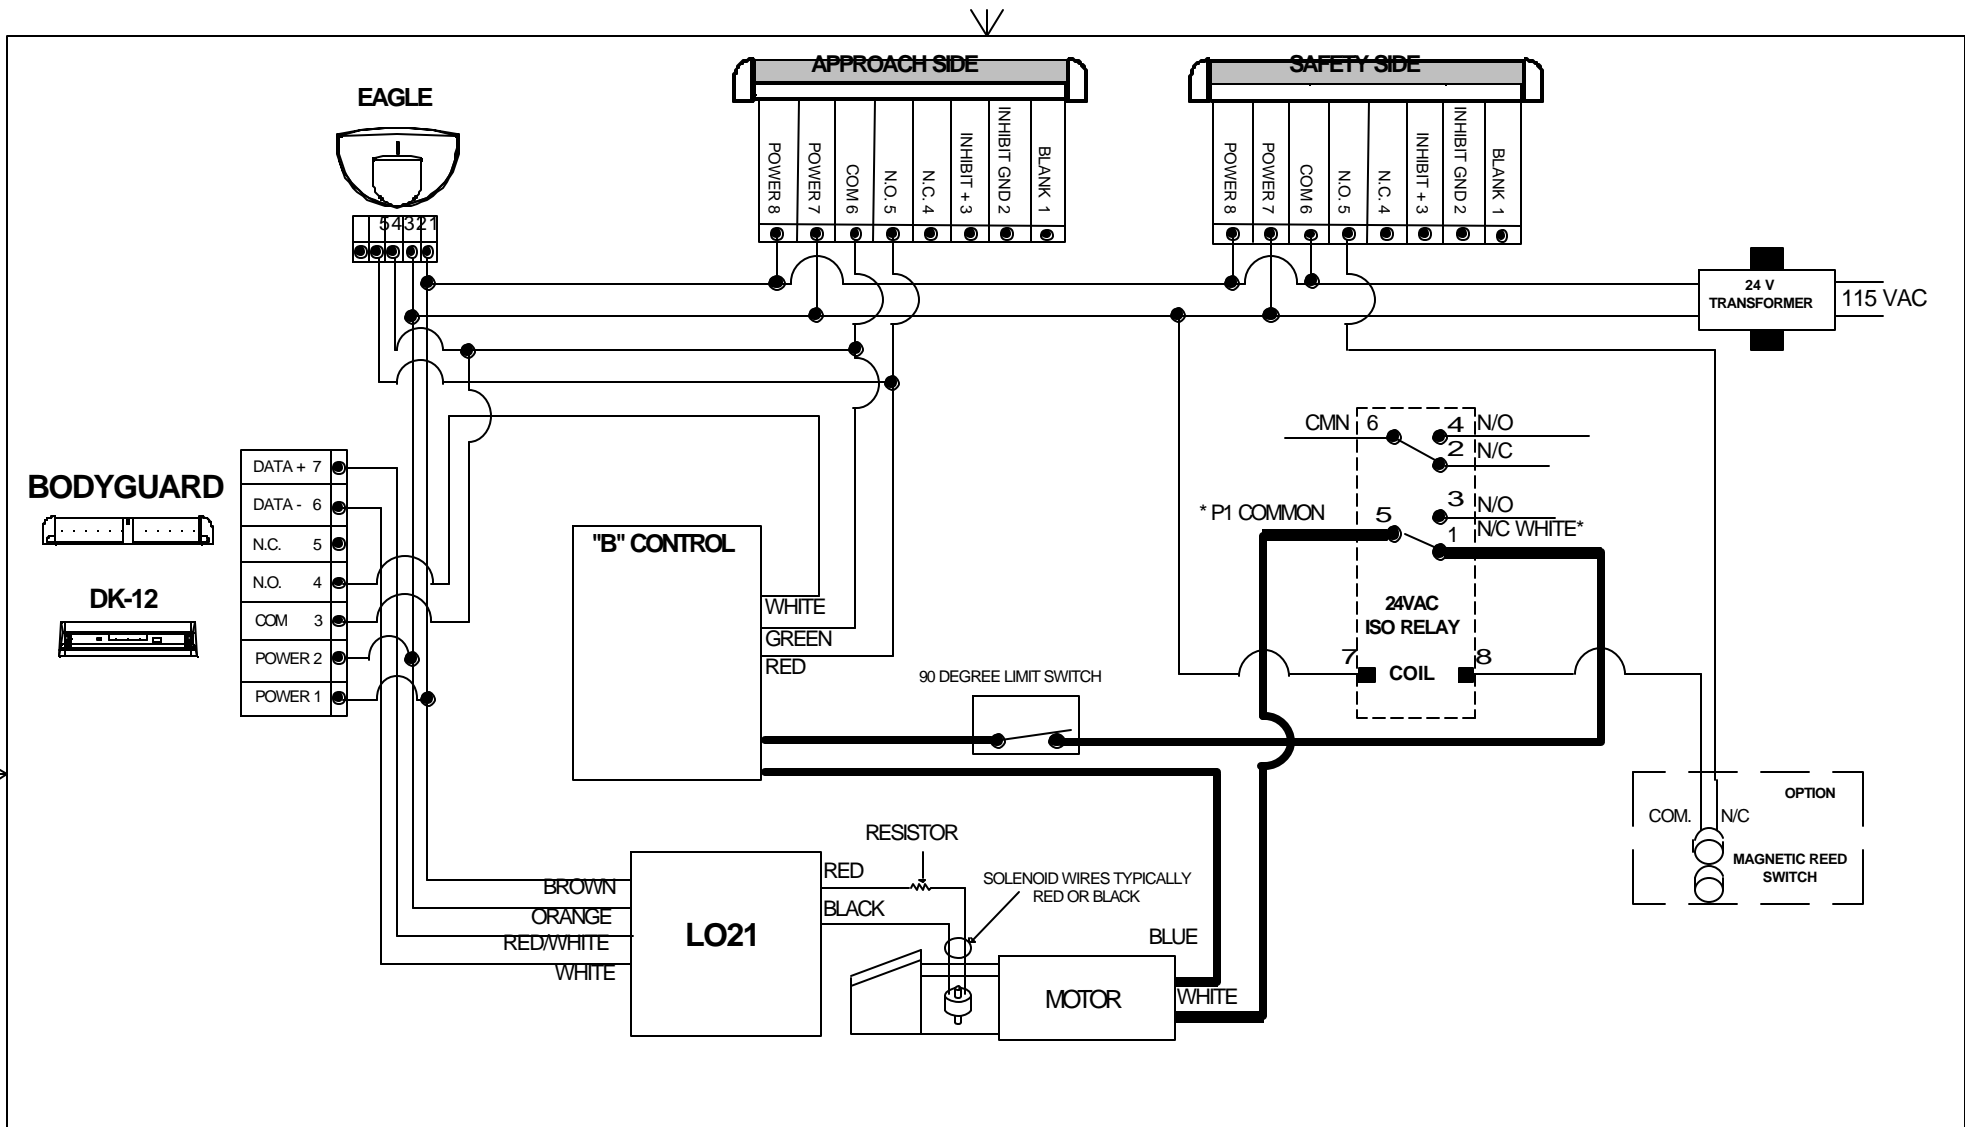 APPROACH SIDE
SAFETY SIDE
EAGLE
54321
POWER 8
POWER 7
COM 6
N.O. 5
N.C. 4
INHIBIT + 3
INHIBIT GND 2
BLANK 1
POWER 8
POWER 7
COM 6
N.O. 5
N.C. 4
INHIBIT + 3
INHIBIT GND 2
BLANK 1
24 V
TRANSFORMER
115 VAC
BODYGUARD
DK-12
DATA + 7
DATA - 6
N.C. 5
N.O. 4
COM 3
POWER 2
POWER 1
"B" CONTROL
WHITE
GREEN
RED
90 DEGREE LIMIT SWITCH
CMN 6
4 N/O
2 N/C
3 N/O
* P1 COMMON 5
1 N/C WHITE*
24VAC
ISO RELAY
7 COIL 8
OPTION
COM. N/C
MAGNETIC REED
SWITCH
LO21
BROWN
ORANGE
RED/WHITE
WHITE
RED
BLACK
RESISTOR
SOLENOID WIRES TYPICALLY
RED OR BLACK
MOTOR
BLUE
WHITE